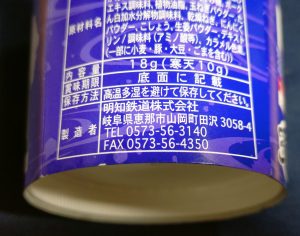 原材料名
エキス調味料、植物油脂、玉ねぎパウダー、た
ん白加水分解物調味料、乾燥ねぎ、にんにく
パウダー、こしょう、生姜パウダー、
リン/調味料(アミノ酸等)、カラメル色素
(一部に小麦・豚・大豆・ごまを含む)
内容量 18g(寒天10g)
賞味期限 底面に記載
保存方法 高温多湿を避けて保存してください。
製造者 明知鉄道株式会社
岐阜県恵那市山岡町田沢 3058-4
TEL 0573-56-3140
FAX 0573-56-4350